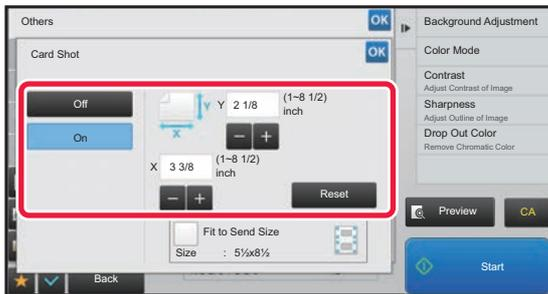 Others
OK
Card Shot
OK
Off
On
Y
Y 2 1/8 (1~8 1/2)
inch
X
X 3 3/8 (1~8 1/2)
inch
Reset
Fit to Send Size
Size : 5½x8½
Back
Background Adjustment
Color Mode
Contrast
Adjust Contrast of Image
Sharpness
Adjust Outline of Image
Drop Out Color
Remove Chromatic Color
Preview
CA
Start